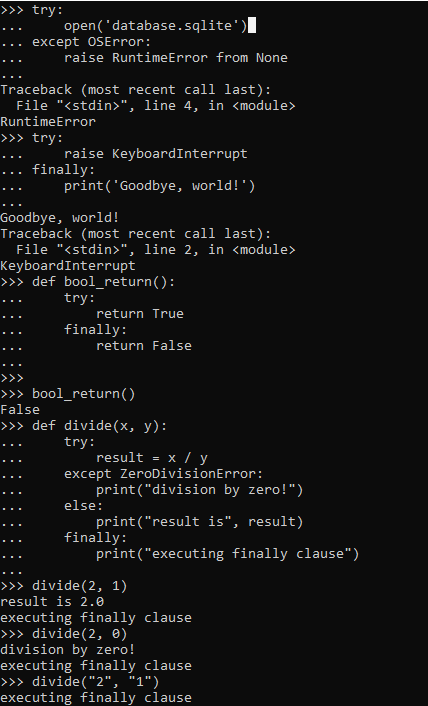 >>> try:
...     open('database.sqlite')
... except OSError:
...     raise RuntimeError from None
...
Traceback (most recent call last):
  File "<stdin>", line 4, in <module>
RuntimeError
>>> try:
...     raise KeyboardInterrupt
... finally:
...     print('Goodbye, world!')
...
Goodbye, world!
Traceback (most recent call last):
  File "<stdin>", line 2, in <module>
KeyboardInterrupt
>>> def bool_return():
...     try:
...         return True
...     finally:
...         return False
...
>>>
>>> bool_return()
False
>>> def divide(x, y):
...     try:
...         result = x / y
...     except ZeroDivisionError:
...         print("division by zero!")
...     else:
...         print("result is", result)
...     finally:
...         print("executing finally clause")
...
>>> divide(2, 1)
result is 2.0
executing finally clause
>>> divide(2, 0)
division by zero!
executing finally clause
>>> divide("2", "1")
executing finally clause